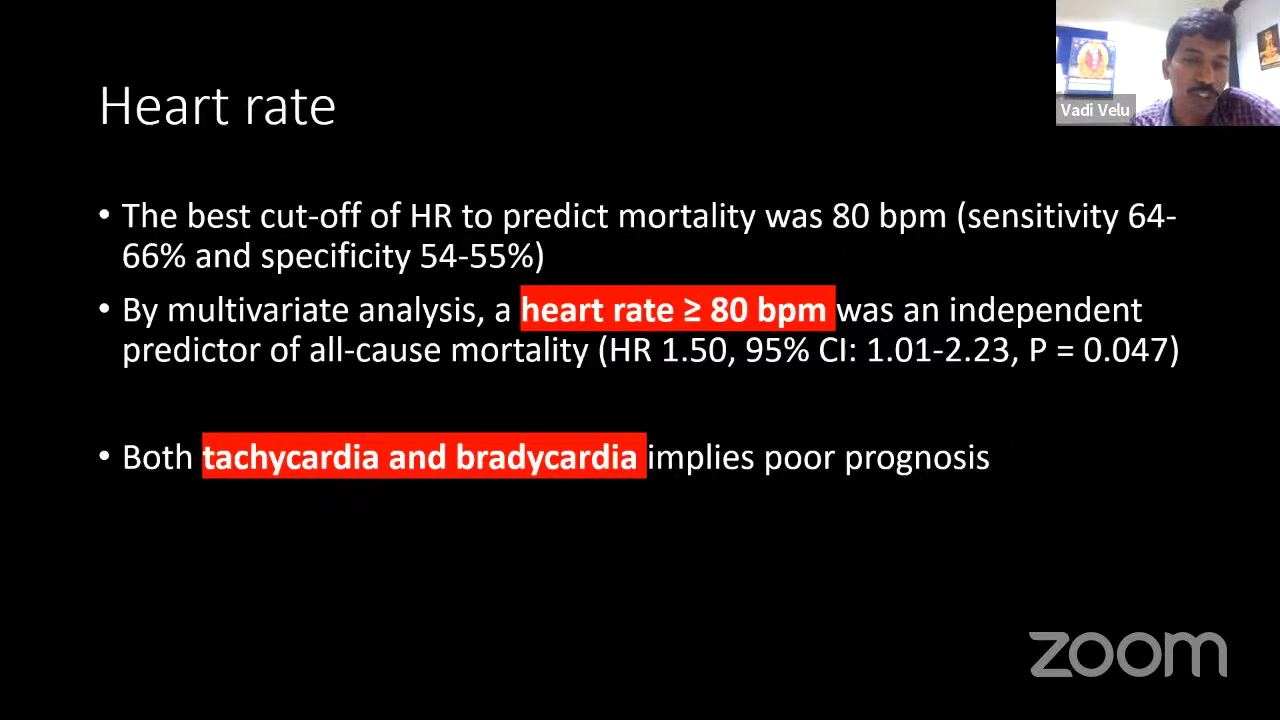 Vadi Velu
Heart rate
• The best cut-off of HR to predict mortality was 80 bpm (sensitivity 64-
66% and specificity 54-55%)
• By multivariate analysis, a heart rate ≥ 80 bpm was an independent
predictor of all-cause mortality (HR 1.50, 95% CI: 1.01-2.23, P = 0.047)
• Both tachycardia and bradycardia implies poor prognosis
zoom